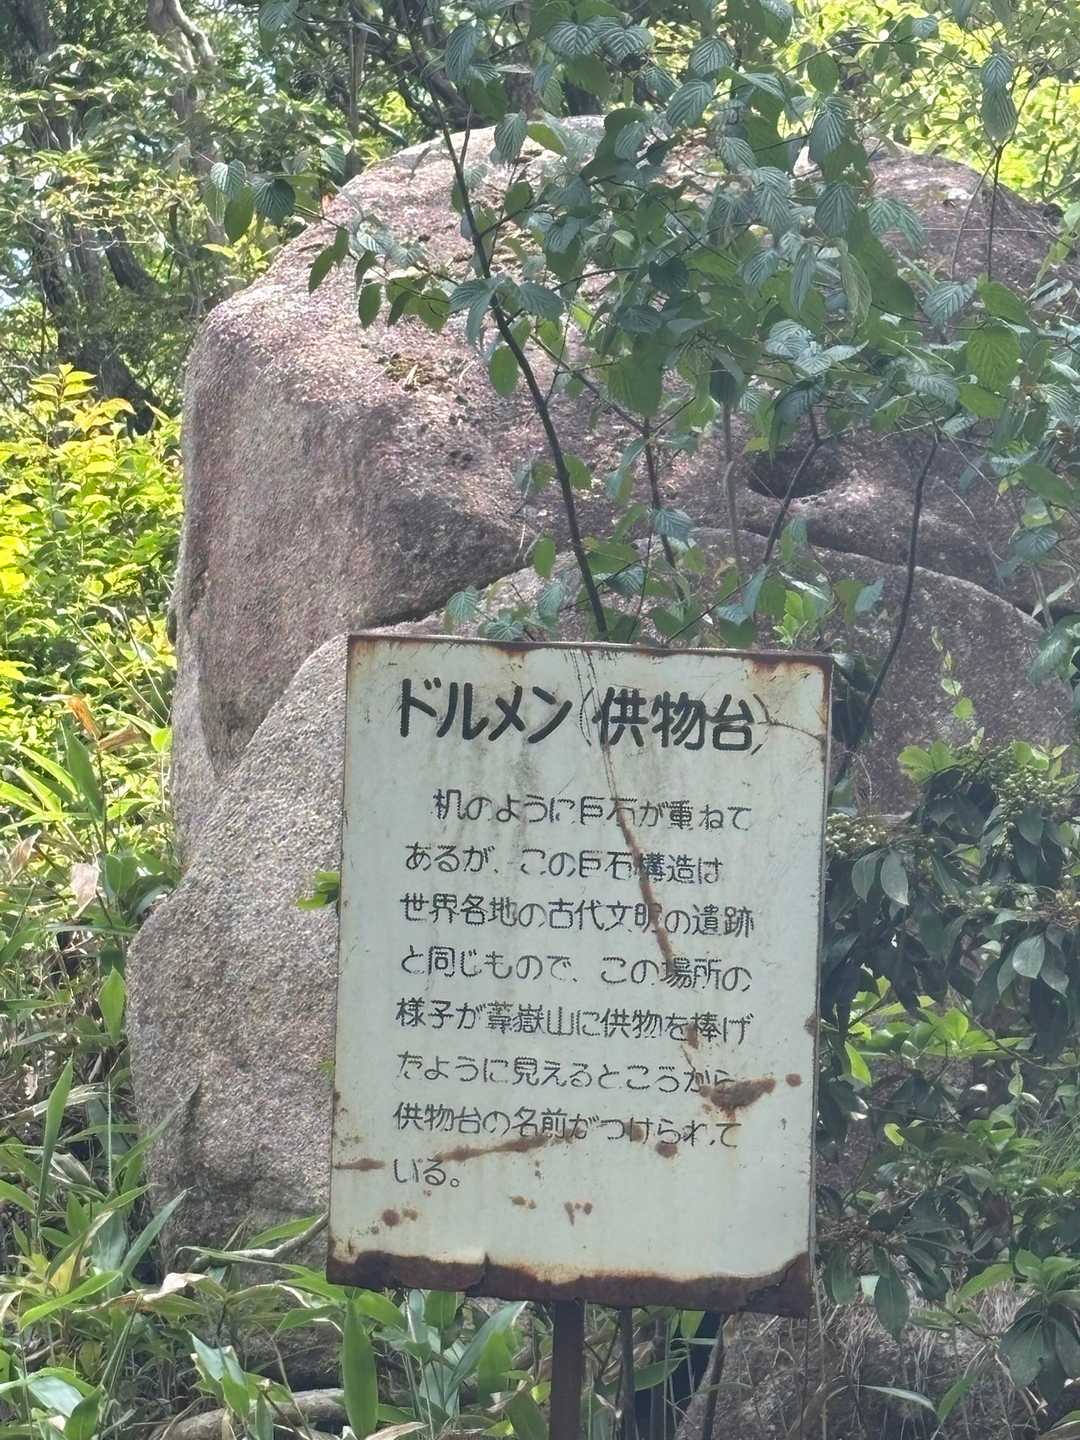 ドルメン(供物台)
机のように巨石が重ねて
あるが、この巨石構造は
世界各地の古代文明の遺跡
と同じもので、この場所の
様子が葦嶽山に供物を棒げ
たように見えるところから
供物台の名前がつけられて
いる。